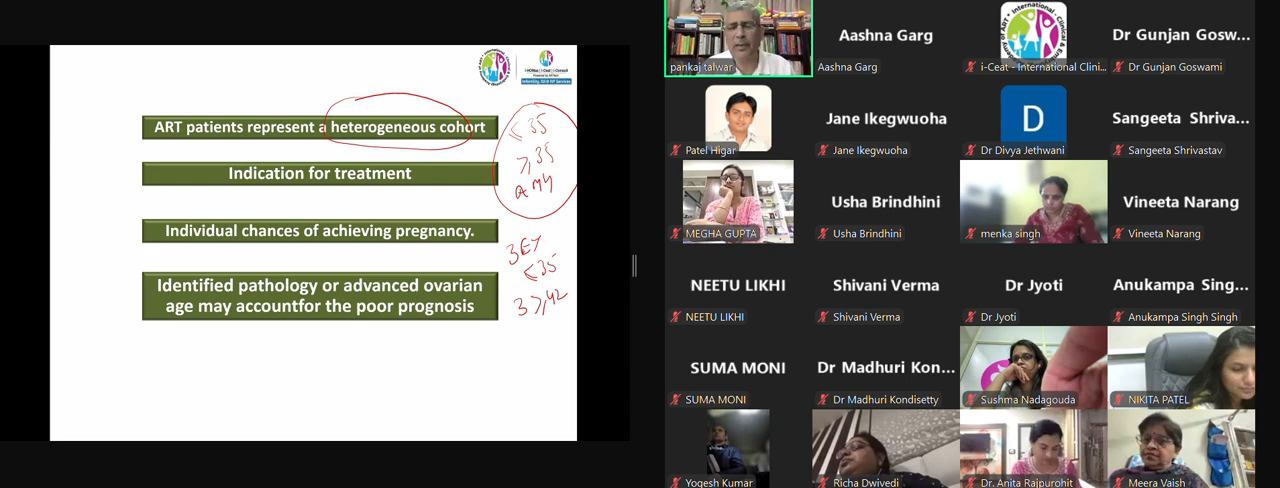 ART patients represent a heterogeneous cohort
Indication for treatment
Individual chances of achieving pregnancy.
Identified pathology or advanced ovarian
age may accountfor the poor prognosis
≤ 35
≥ 35
AMH
3 ET
< 35
3 ≥ 42
pankaj talwar
Aashna Garg
Aashna Garg
i-Ceat - International Clini...
Dr Gunjan Gosw...
Dr Gunjan Goswami
Patel Higar
Jane Ikegwuoha
Jane Ikegwuoha
D
Dr Divya Jethwani
Sangeeta Shriva...
Sangeeta Shrivastav
MEGHA GUPTA
Usha Brindhini
Usha Brindhini
menka singh
Vineeta Narang
Vineeta Narang
NEETU LIKHI
NEETU LIKHI
Shivani Verma
Shivani Verma
Dr Jyoti
Dr Jyoti
Anukampa Sing...
Anukampa Singh Singh
SUMA MONI
SUMA MONI
Dr Madhuri Kon...
Dr Madhuri Kondisetty
Sushma Nadagouda
NIKITA PATEL
Yogesh Kumar
Richa Dwivedi
Dr. Anita Rajpurohit
Meera Vaish